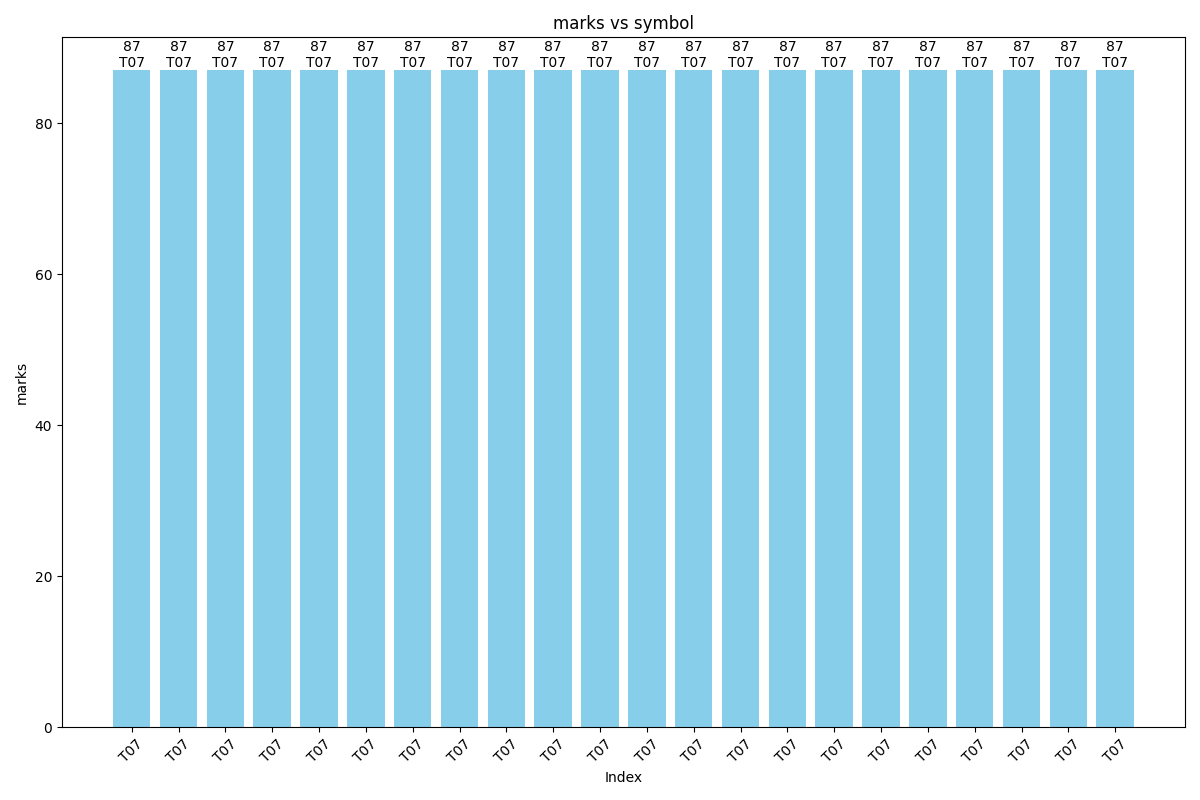 marks vs symbol
87 87 87 87 87 87 87 87 87 87 87 87 87 87 87 87 87 87 87 87 87 87
T07 T07 T07 T07 T07 T07 T07 T07 T07 T07 T07 T07 T07 T07 T07 T07 T07 T07 T07 T07 T07 T07
80
60
marks
40
20
0
T07 T07 T07 T07 T07 T07 T07 T07 T07 T07 T07 T07 T07 T07 T07 T07 T07 T07 T07 T07 T07 T07
Index